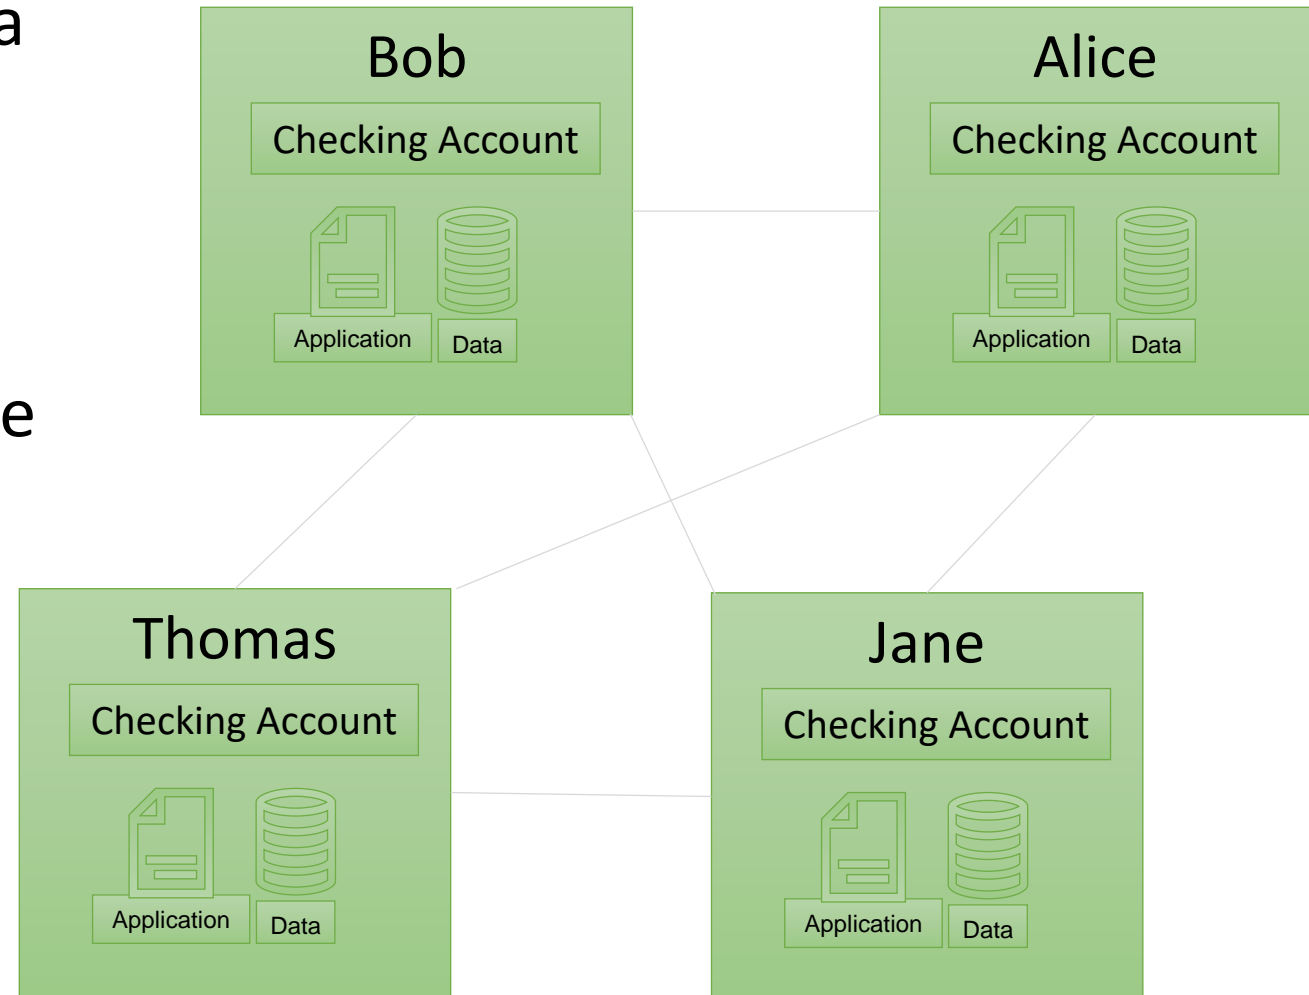 a
Bob
Alice
Checking Account
Checking Account
Application
Data
Application
Data
e
Thomas
Jane
Checking Account
Checking Account
Application
Data
Application
Data